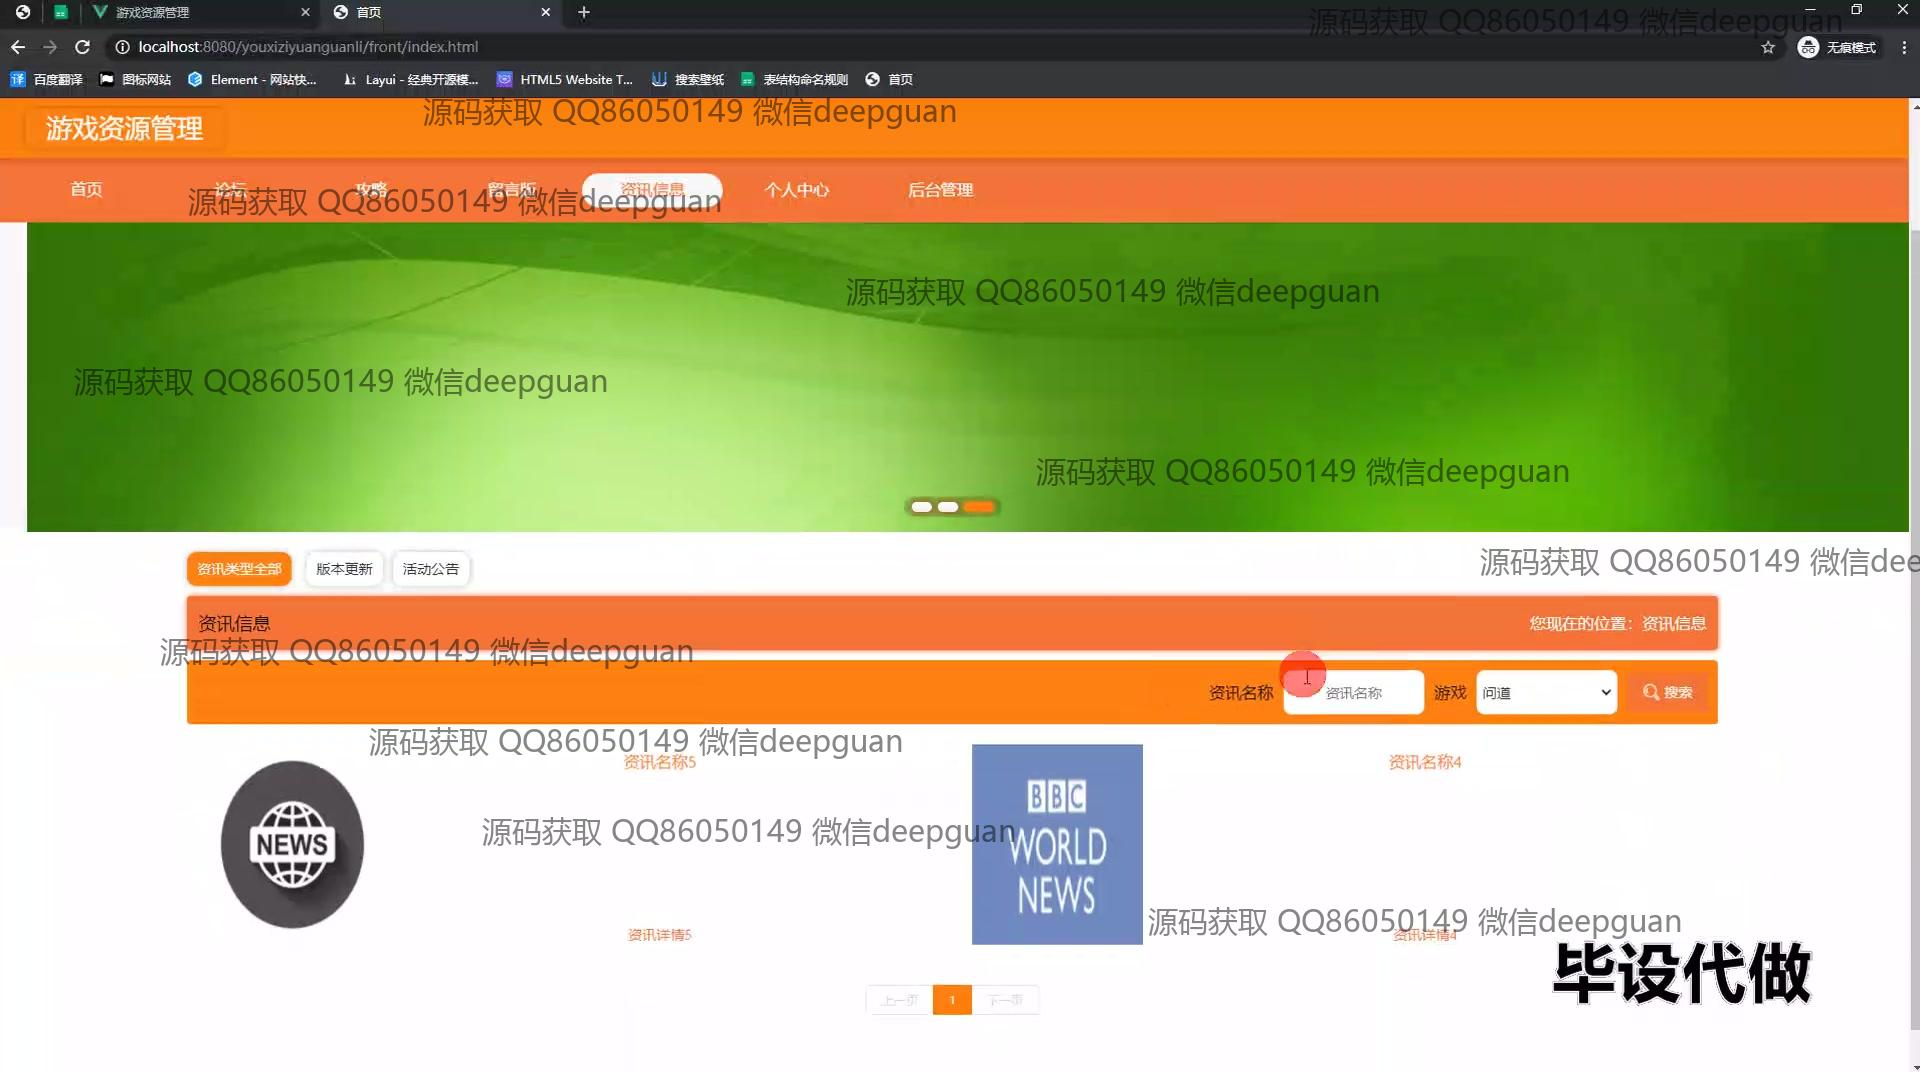 游戏资源管理
首页
源码获取 QQ86050149 微信deepguan
localhost:8080/youxiziyuanguanli/front/index.html
无痕模式
百度翻译
图标网站
Element - 网站快...
Layui - 经典开源模...
HTML5 Website T...
搜索壁纸
表结构命名规则
首页
源码获取 QQ86050149 微信deepguan
游戏资源管理
首页
论坛
攻略
留言版
资讯信息
个人中心
后台管理
源码获取 QQ86050149 微信deepguan
源码获取 QQ86050149 微信deepguan
源码获取 QQ86050149 微信deepguan
源码获取 QQ86050149 微信deepguan
源码获取 QQ86050149 微信dee
资讯类型全部
版本更新
活动公告
资讯信息
您现在的位置：资讯信息
源码获取 QQ86050149 微信deepguan
资讯名称
资讯名称
游戏
问道
搜索
源码获取 QQ86050149 微信deepguan
资讯名称5
资讯名称4
NEWS
BBC
WORLD
NEWS
源码获取 QQ86050149 微信deepguan
源码获取 QQ86050149 微信deepguan
资讯详情5
资讯详情4
毕设代做
上一页
1
下一页